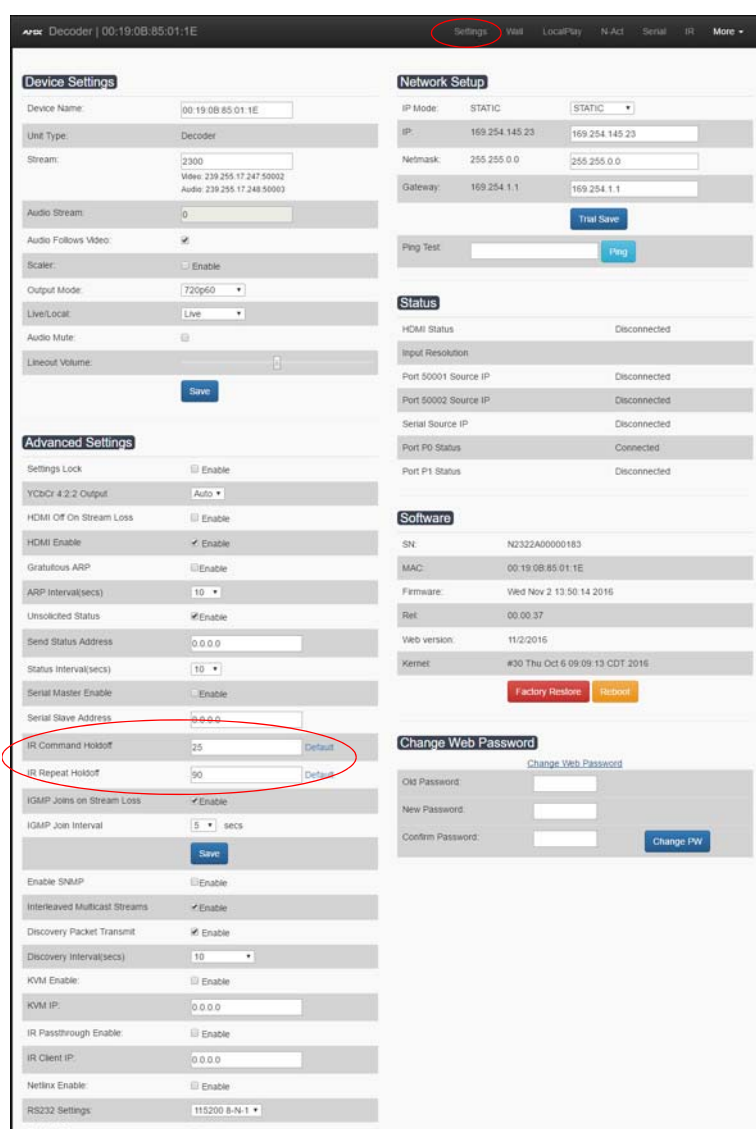 AMX Decoder | 00:19:0B:85:01:1E
Settings Wall LocalPlay N-Act Serial IR More
Device Settings
Device Name: 00:19:0B:85:01:1E
Unit Type: Decoder
Stream: 2300
Video: 239.255.17.247:50002
Audio: 239.255.17.248:50003
Audio Stream: 0
Audio Follows Video:
Scaler: Enable
Output Mode: 720p60
Live/Local: Live
Audio Mute:
Lineout Volume:
Save
Advanced Settings
Settings Lock Enable
YCbCr 4:2:2 Output Auto
HDMI Off On Stream Loss Enable
HDMI Enable Enable
Gratuitous ARP Enable
ARP Interval(secs) 10
Unsolicited Status Enable
Send Status Address 0.0.0.0
Status Interval(secs) 10
Serial Master Enable Enable
Serial Slave Address 0.0.0.0
IR Command Holdoff 25 Default
IR Repeat Holdoff 90 Default
IGMP Joins on Stream Loss Enable
IGMP Join Interval 5 secs
Save
Enable SNMP Enable
Interleaved Multicast Streams Enable
Discovery Packet Transmit Enable
Discovery Interval(secs) 10
KVM Enable: Enable
KVM IP: 0.0.0.0
IR Passthrough Enable: Enable
IR Client IP: 0.0.0.0
Netlinx Enable: Enable
RS232 Settings: 115200 8-N-1
Network Setup
IP Mode: STATIC STATIC
IP: 169.254.145.23 169.254.145.23
Netmask: 255.255.0.0 255.255.0.0
Gateway: 169.254.1.1 169.254.1.1
Trial Save
Ping Test: Ping
Status
HDMI Status Disconnected
Input Resolution
Port 50001 Source IP Disconnected
Port 50002 Source IP Disconnected
Serial Source IP Disconnected
Port P0 Status Connected
Port P1 Status Disconnected
Software
SN: N2322A00000183
MAC: 00:19:0B:85:01:1E
Firmware: Wed Nov 2 13:50:14 2016
Rel: 00.00.37
Web version: 11/2/2016
Kernel: #30 Thu Oct 6 09:09:13 CDT 2016
Factory Restore Reboot
Change Web Password
Change Web Password
Old Password:
New Password:
Confirm Password: Change PW